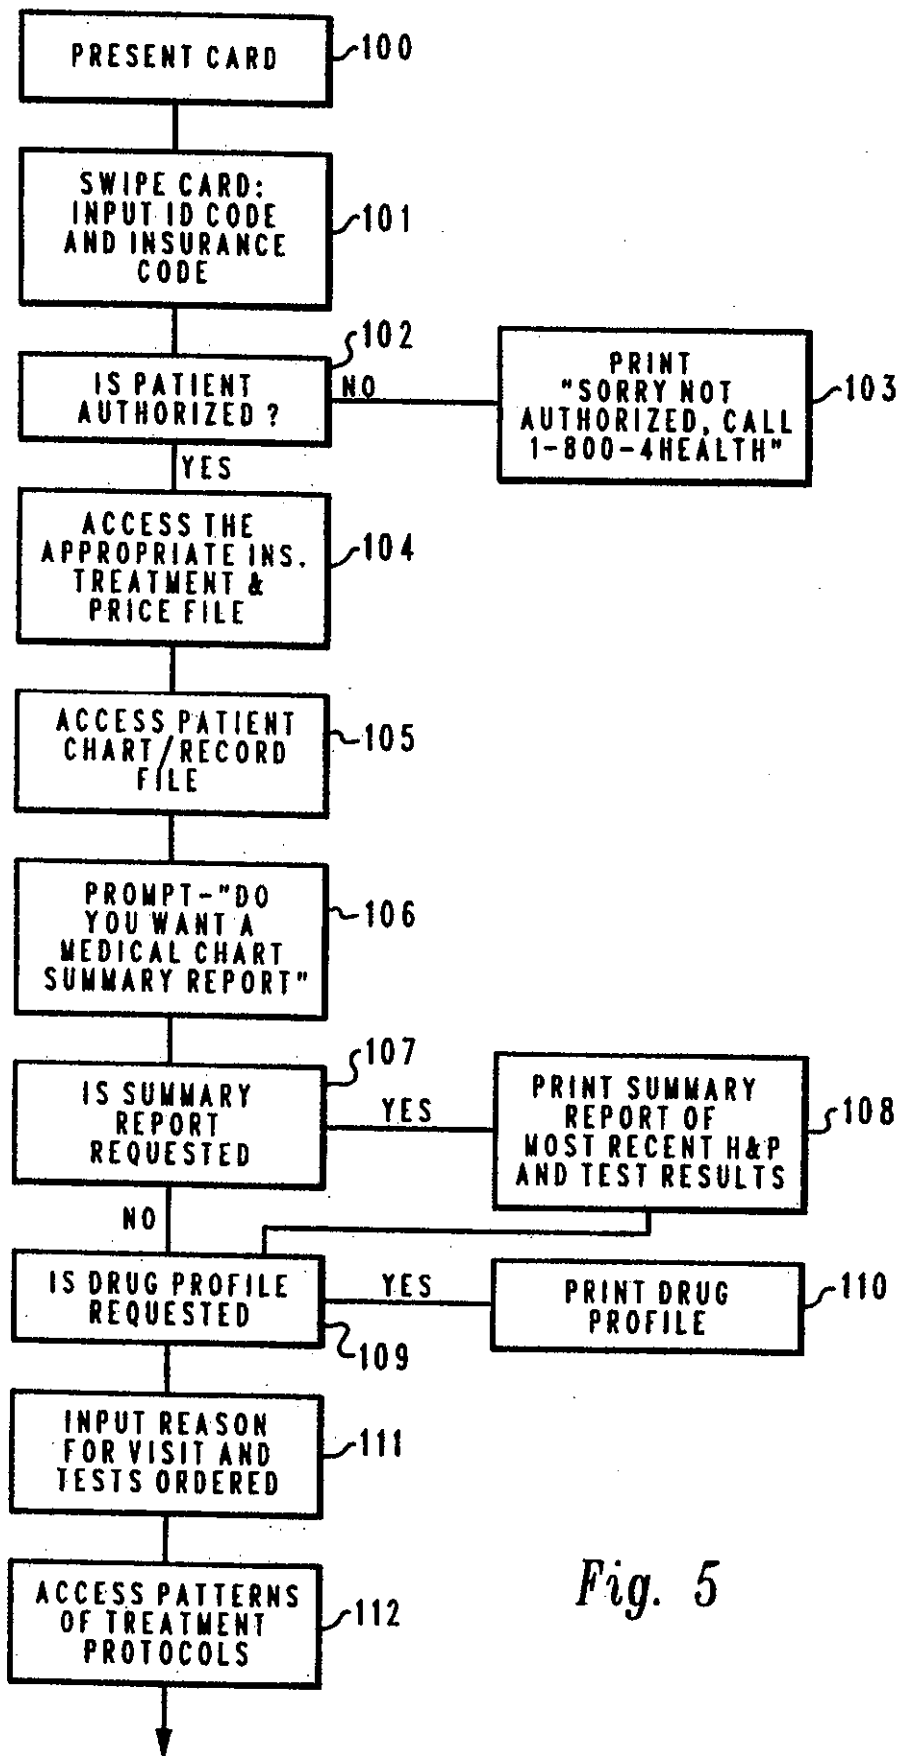 PRESENT CARD
100
SWIPE CARD:
INPUT ID CODE
AND INSURANCE
CODE
101
IS PATIENT
AUTHORIZED ?
102
NO
PRINT
"SORRY NOT
AUTHORIZED, CALL
1-800-4HEALTH"
103
YES
ACCESS THE
APPROPRIATE INS.
TREATMENT &
PRICE FILE
104
ACCESS PATIENT
CHART/RECORD
FILE
105
PROMPT-"DO
YOU WANT A
MEDICAL CHART
SUMMARY REPORT"
106
IS SUMMARY
REPORT
REQUESTED
107
YES
PRINT SUMMARY
REPORT OF
MOST RECENT H&P
AND TEST RESULTS
108
NO
IS DRUG PROFILE
REQUESTED
109
YES
PRINT DRUG
PROFILE
110
INPUT REASON
FOR VISIT AND
TESTS ORDERED
111
ACCESS PATTERNS
OF TREATMENT
PROTOCOLS
112
Fig. 5